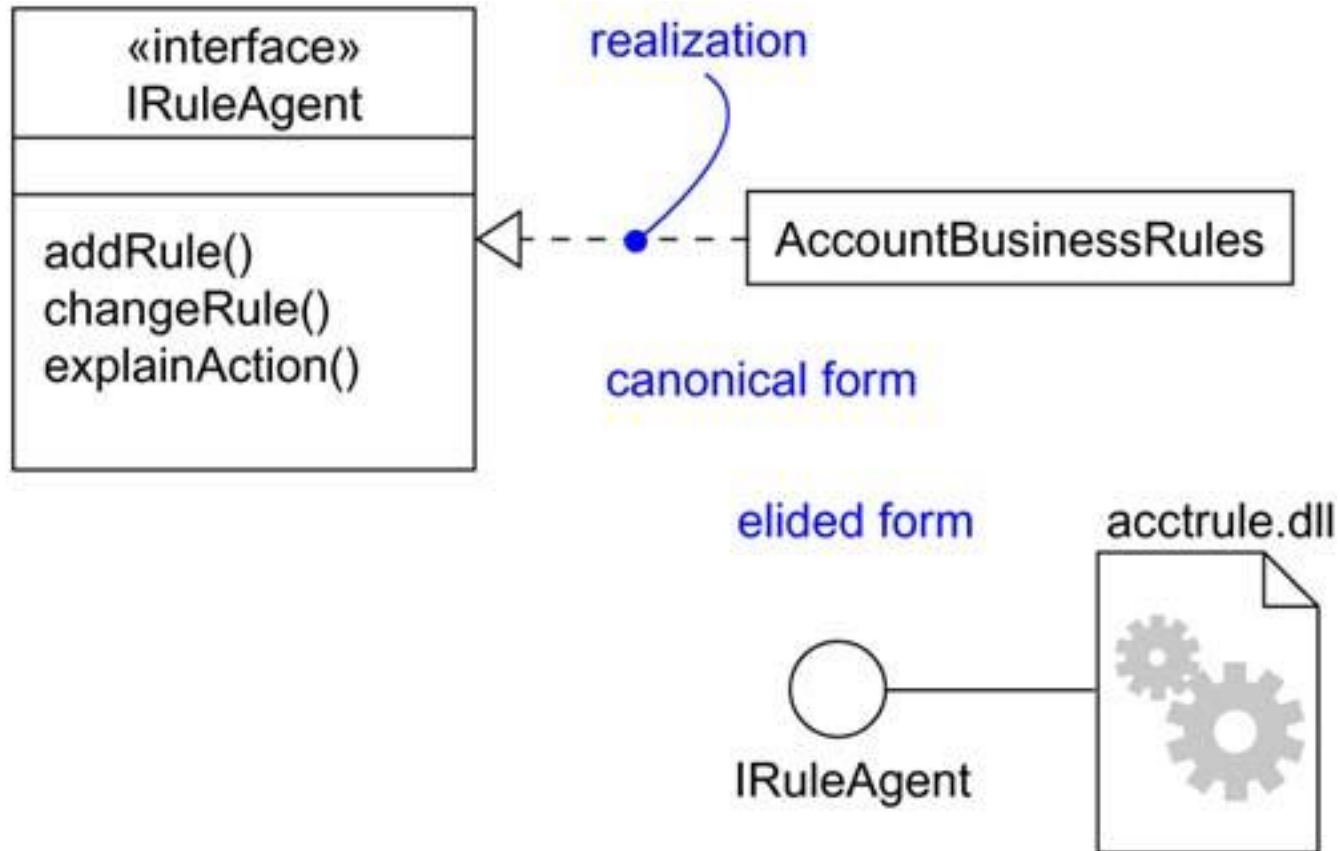 «interface»
IRuleAgent
addRule()
changeRule()
explainAction()
realization
AccountBusinessRules
canonical form
elided form
acctrule.dll
IRuleAgent